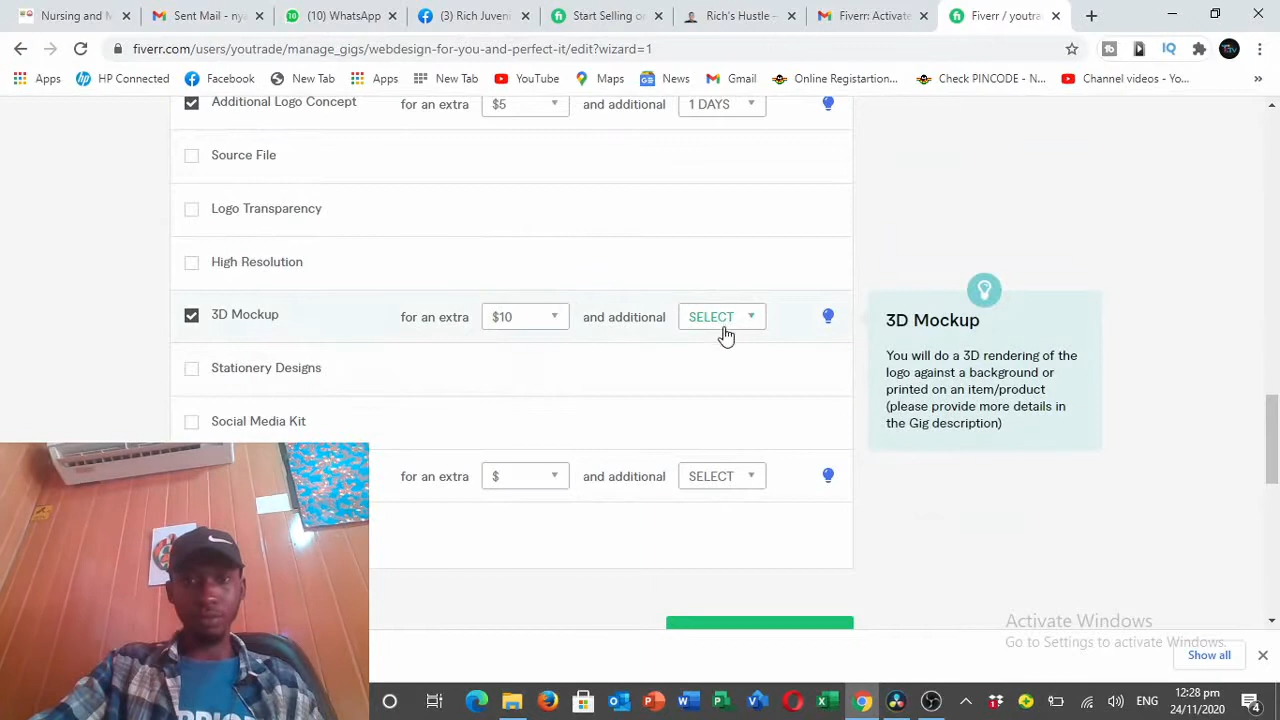 Nursing and M
Sent Mail - ny
(10) WhatsApp
(3) Rich Juven
Start Selling o
Rich's Hustle –
Fiverr: Activate
Fiverr / youtra
fiverr.com/users/youtrade/manage_gigs/webdesign-for-you-and-perfect-it/edit?wizard=1
Apps HP Connected Facebook New Tab Apps New Tab YouTube Maps News Gmail Online Registartion... Check PINCODE - N... Channel videos - Yo... »
Additional Logo Concept for an extra $5 and additional 1 DAYS
Source File
Logo Transparency
High Resolution
3D Mockup for an extra $10 and additional SELECT
3D Mockup
You will do a 3D rendering of the
logo against a background or
printed on an item/product
(please provide more details in
the Gig description)
Stationery Designs
Social Media Kit
for an extra $ and additional SELECT
Activate Windows
Go to Settings to activate Windows.
Show all
ENG
12:28 pm
24/11/2020
4